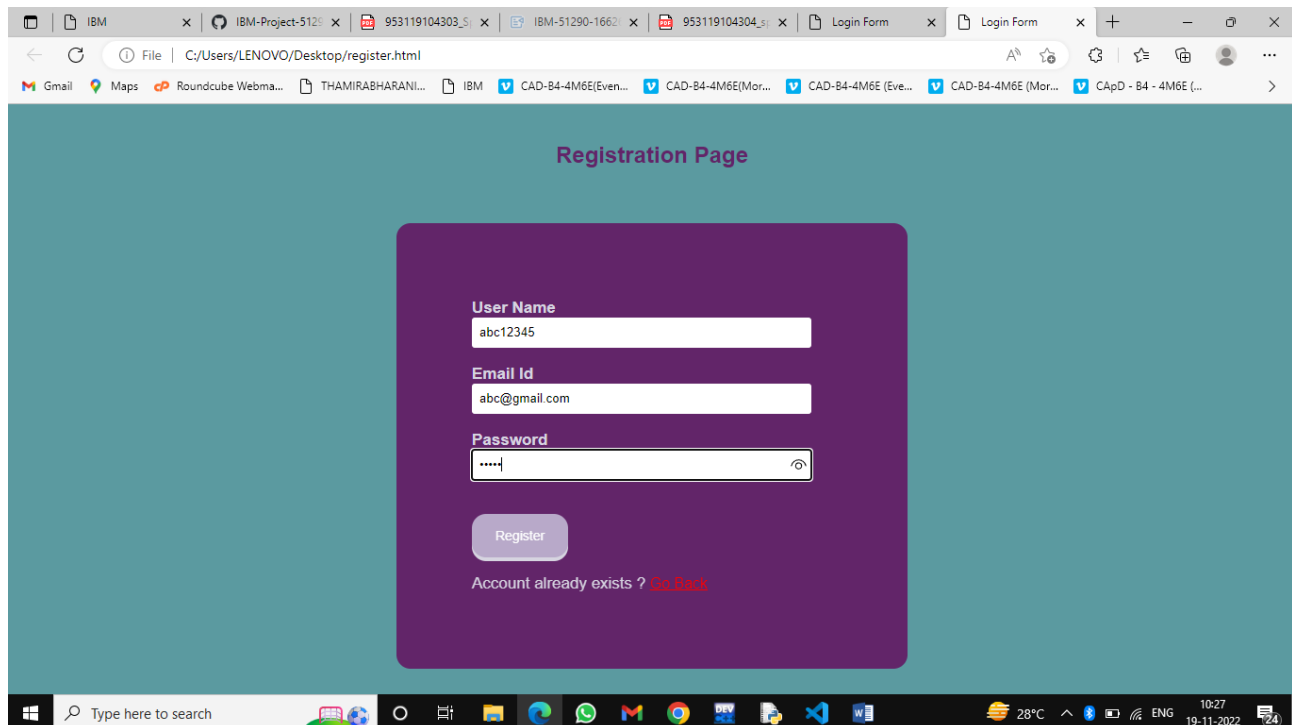 IBM
IBM-Project-5129
953119104303_S
IBM-51290-1662
953119104304_s
Login Form
Login Form
File
C:/Users/LENOVO/Desktop/register.html
Gmail
Maps
Roundcube Webma...
THAMIRABHARANI...
IBM
CAD-B4-4M6E(Even...
CAD-B4-4M6E(Mor...
CAD-B4-4M6E (Eve...
CAD-B4-4M6E (Mor...
CApD - B4 - 4M6E (...
Registration Page
User Name
abc12345
Email Id
abc@gmail.com
Password
•••••
Register
Account already exists ? Go Back
Type here to search
DEV
28°C
ENG
10:27
19-11-2022
24